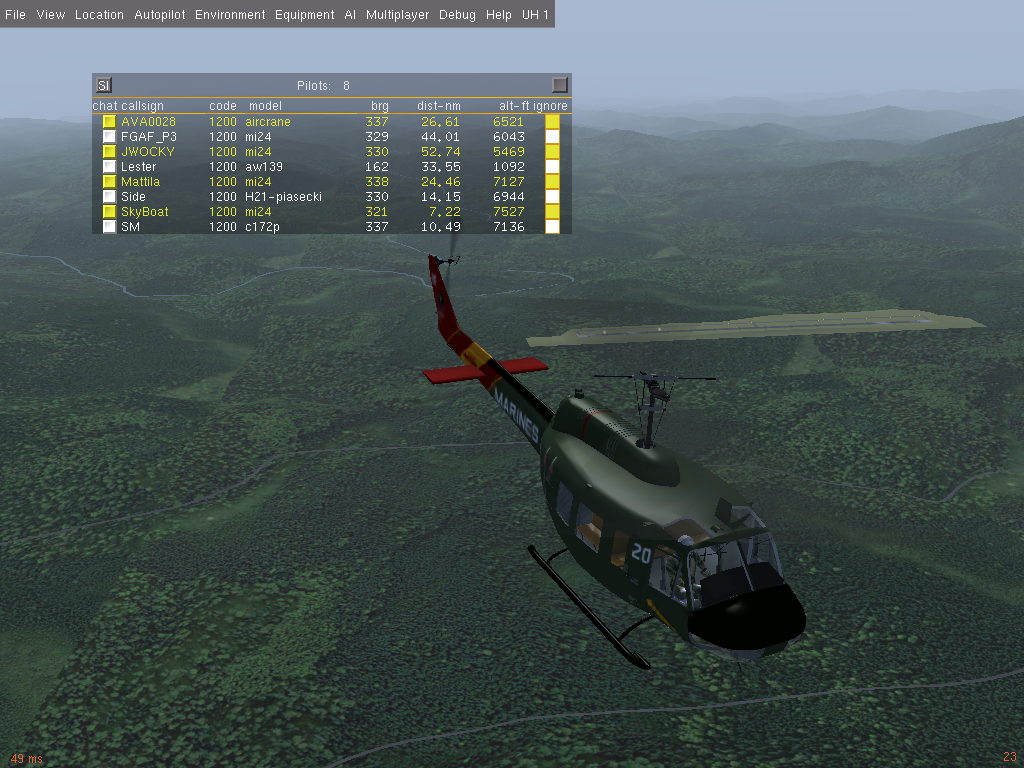 File View Location Autopilot Environment Equipment AI Multiplayer Debug Help UH 1
SI Pilots: 8
chat callsign code model brg dist-nm alt-ft ignore
AVA0028 1200 aircrane 337 26.61 6521
FGAF_P3 1200 mi24 329 44.01 6043
JWOCKY 1200 mi24 330 52.74 5469
Lester 1200 aw139 162 33.55 1092
Mattila 1200 mi24 338 24.46 7127
Side 1200 H21-piasecki 330 14.15 6944
SkyBoat 1200 mi24 321 7.22 7527
SM 1200 c172p 337 10.49 7136
MARINES
20
49 ms
23